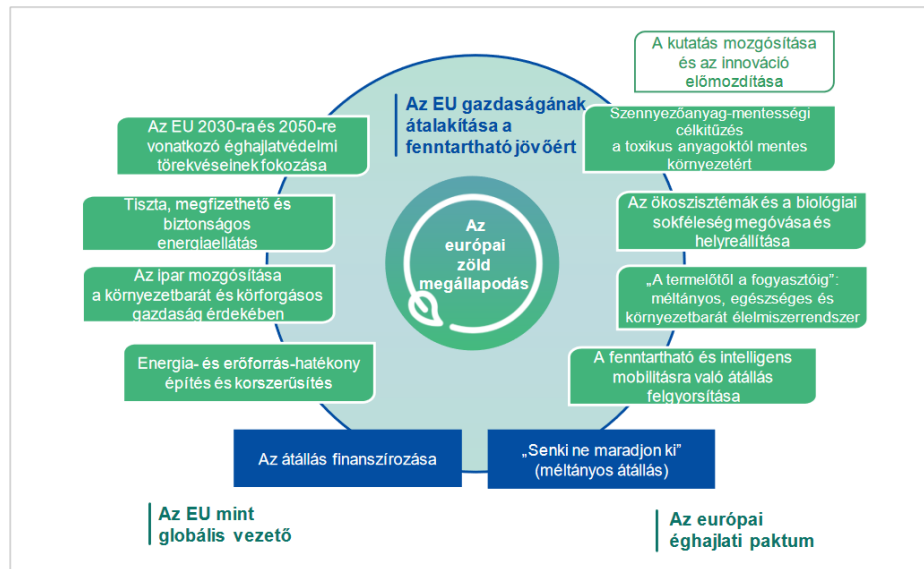 A kutatás mozgósítása
és az innováció
előmozdítása
Az EU gazdaságának
átalakítása a
fenntartható jövőért
Az EU 2030-ra és 2050-re
vonatkozó éghajlatvédelmi
törekvéseinek fokozása
Szennyezőanyag-mentességi
célkitűzés
a toxikus anyagoktól mentes
környezetért
Tiszta, megfizethető és
biztonságos
energiaellátás
Az ökoszisztémák és a biológiai
sokféleség megóvása és
helyreállítása
Az
európai
zöld
megállapodás
Az ipar mozgósítása
a környezetbarát és körforgásos
gazdaság érdekében
„A termelőtől a fogyasztóig”:
méltányos, egészséges és
környezetbarát élelmiszerrendszer
Energia- és erőforrás-hatékony
építés és korszerűsítés
A fenntartható és intelligens
mobilitásra való átállás
felgyorsítása
Az átállás finanszírozása
„Senki ne maradjon ki”
(méltányos átállás)
Az EU mint
globális vezető
Az európai
éghajlati paktum